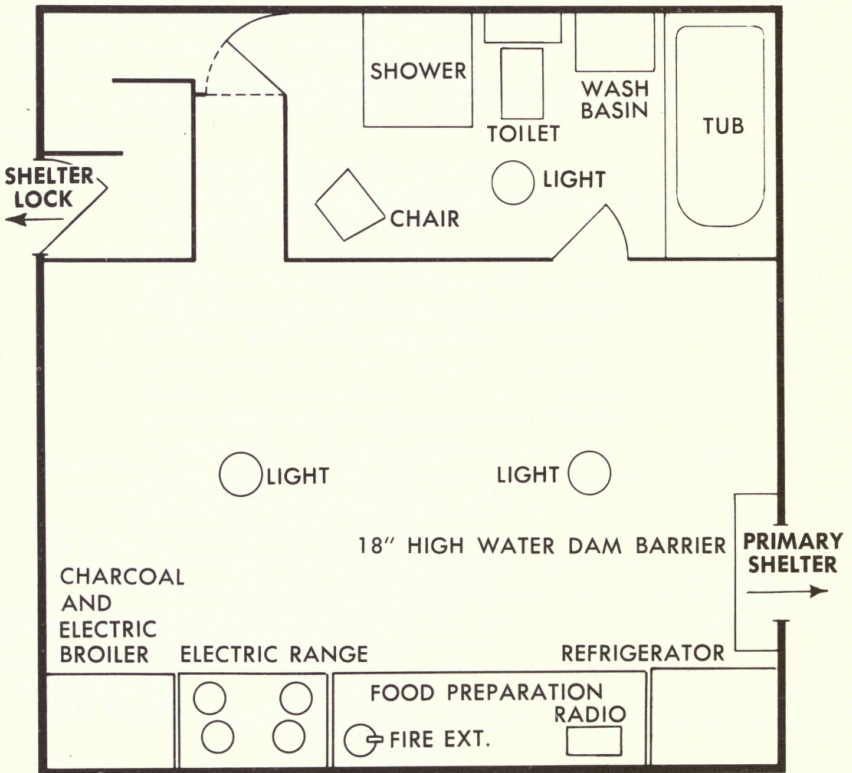 SHOWER
TOILET
WASH
BASIN
TUB
SHELTER
LOCK
LIGHT
CHAIR
LIGHT
LIGHT
18" HIGH WATER DAM BARRIER
PRIMARY
SHELTER
CHARCOAL
AND
ELECTRIC
BROILER
ELECTRIC RANGE
REFRIGERATOR
FOOD PREPARATION
RADIO
FIRE EXT.